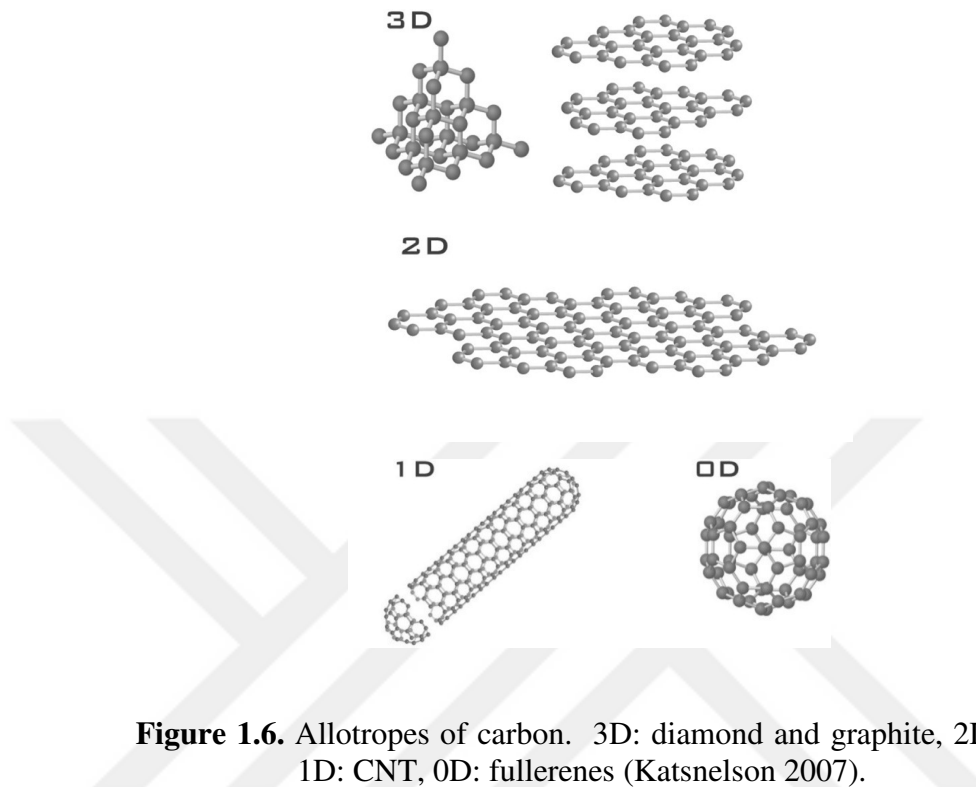 3D
2D
1D
0D
Figure 1.6. Allotropes of carbon. 3D: diamond and graphite,
1D: CNT, 0D: fullerenes (Katsnelson 2007).